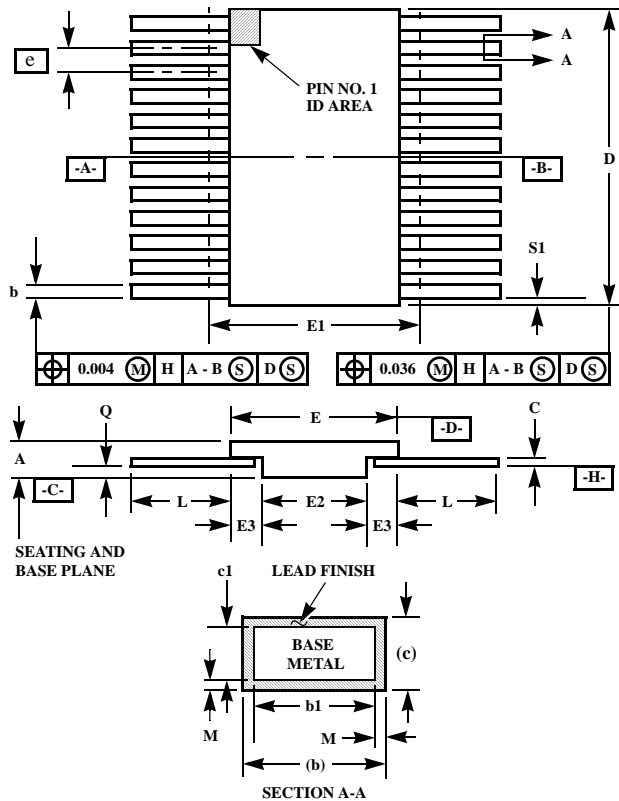 e
A
A
PIN NO. 1
ID AREA
-A-
-B-
D
S1
b
E1
0.004 M H A - B S D S
0.036 M H A - B S D S
Q
E
C
-D-
A
-C-
-H-
L
E3
E2
E3
L
SEATING AND
BASE PLANE
c1
LEAD FINISH
BASE
METAL
(c)
b1
M
M
(b)
SECTION A-A